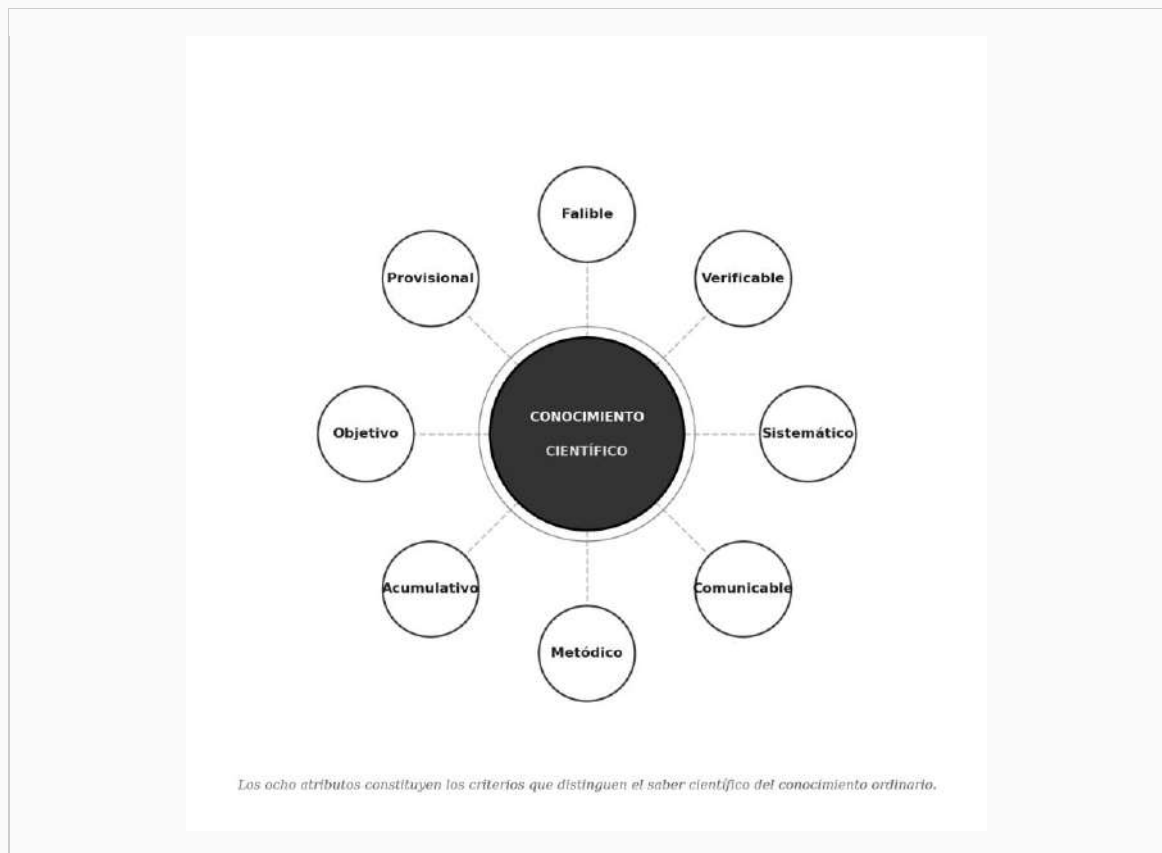 Falible
Provisional
Verificable
CONOCIMIENTO
CIENTÍFICO
Objetivo
Sistemático
Acumulativo
Comunicable
Metódico
Los ocho atributos constituyen los criterios que distinguen el saber científico del conocimiento ordinario.